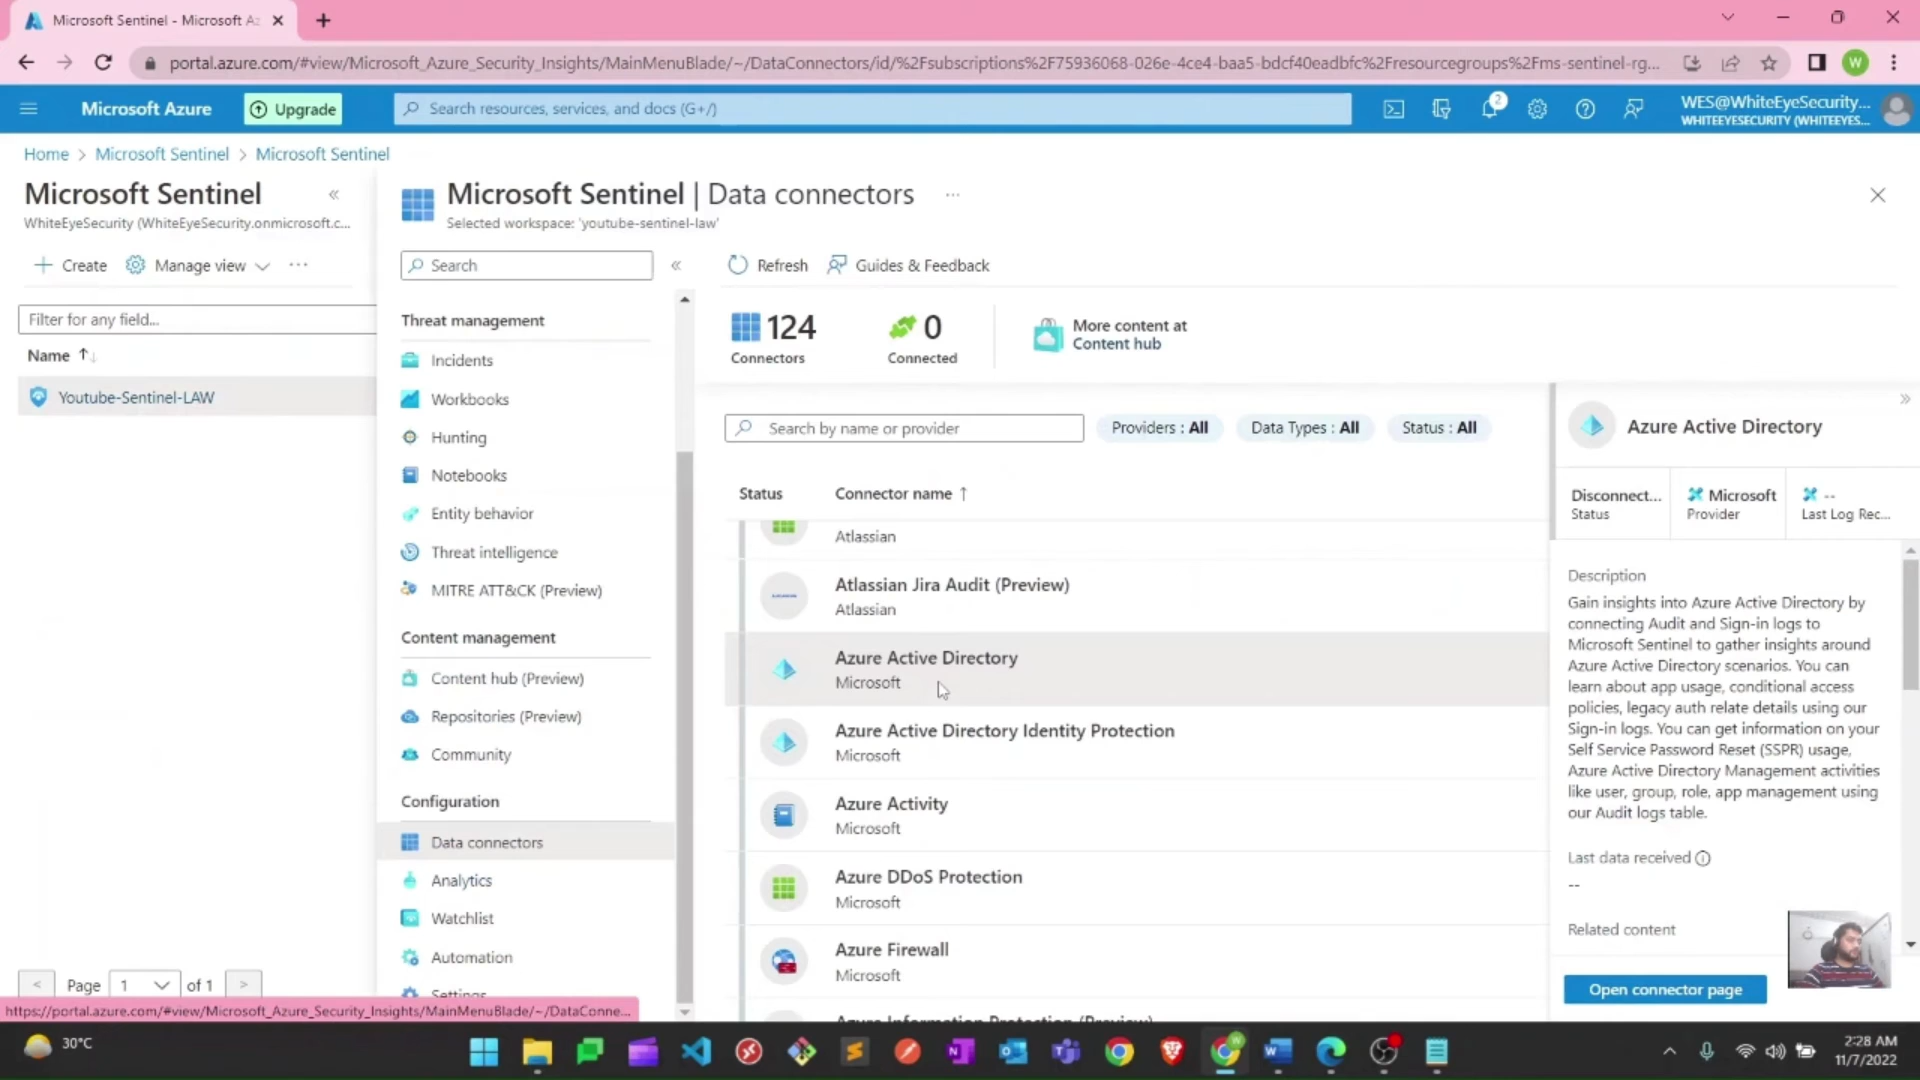 Microsoft Sentinel - Microsoft Az
portal.azure.com/#view/Microsoft_Azure_Security_Insights/MainMenuBlade/~/DataConnectors/id/%2Fsubscriptions%2F75936068-026e-4ce4-baa5-bdcf40eadbfc%2Fresourcegroups%2Fms-sentinel-rg...
W
Microsoft Azure
Upgrade
Search resources, services, and docs (G+/)
2
WES@WhiteEyeSecurity...
WHITEEYESECURITY (WHITEEYES...
Home > Microsoft Sentinel > Microsoft Sentinel
Microsoft Sentinel
WhiteEyeSecurity (WhiteEyeSecurity.onmicrosoft.c...
Create
Manage view
...
Filter for any field...
Name
Youtube-Sentinel-LAW
< Page 1 of 1 >
Microsoft Sentinel | Data connectors
...
Selected workspace: 'youtube-sentinel-law'
Search
Threat management
Incidents
Workbooks
Hunting
Notebooks
Entity behavior
Threat intelligence
MITRE ATT&CK (Preview)
Content management
Content hub (Preview)
Repositories (Preview)
Community
Configuration
Data connectors
Analytics
Watchlist
Automation
Settings
Refresh
Guides & Feedback
124
Connectors
0
Connected
More content at
Content hub
Search by name or provider
Providers : All
Data Types : All
Status : All
Status
Connector name ↑
Atlassian
Atlassian Jira Audit (Preview)
Atlassian
Azure Active Directory
Microsoft
Azure Active Directory Identity Protection
Microsoft
Azure Activity
Microsoft
Azure DDoS Protection
Microsoft
Azure Firewall
Microsoft
Azure Information Protection (Preview)
Azure Active Directory
Disconnect...
Status
Microsoft
Provider
--
Last Log Rec...
Description
Gain insights into Azure Active Directory by
connecting Audit and Sign-in logs to
Microsoft Sentinel to gather insights around
Azure Active Directory scenarios. You can
learn about app usage, conditional access
policies, legacy auth relate details using our
Sign-in logs. You can get information on your
Self Service Password Reset (SSPR) usage,
Azure Active Directory Management activities
like user, group, role, app management using
our Audit logs table.
Last data received
--
Related content
Open connector page
https://portal.azure.com/#view/Microsoft_Azure_Security_Insights/MainMenuBlade/~/DataConne...
30°C
2:28 AM
11/7/2022